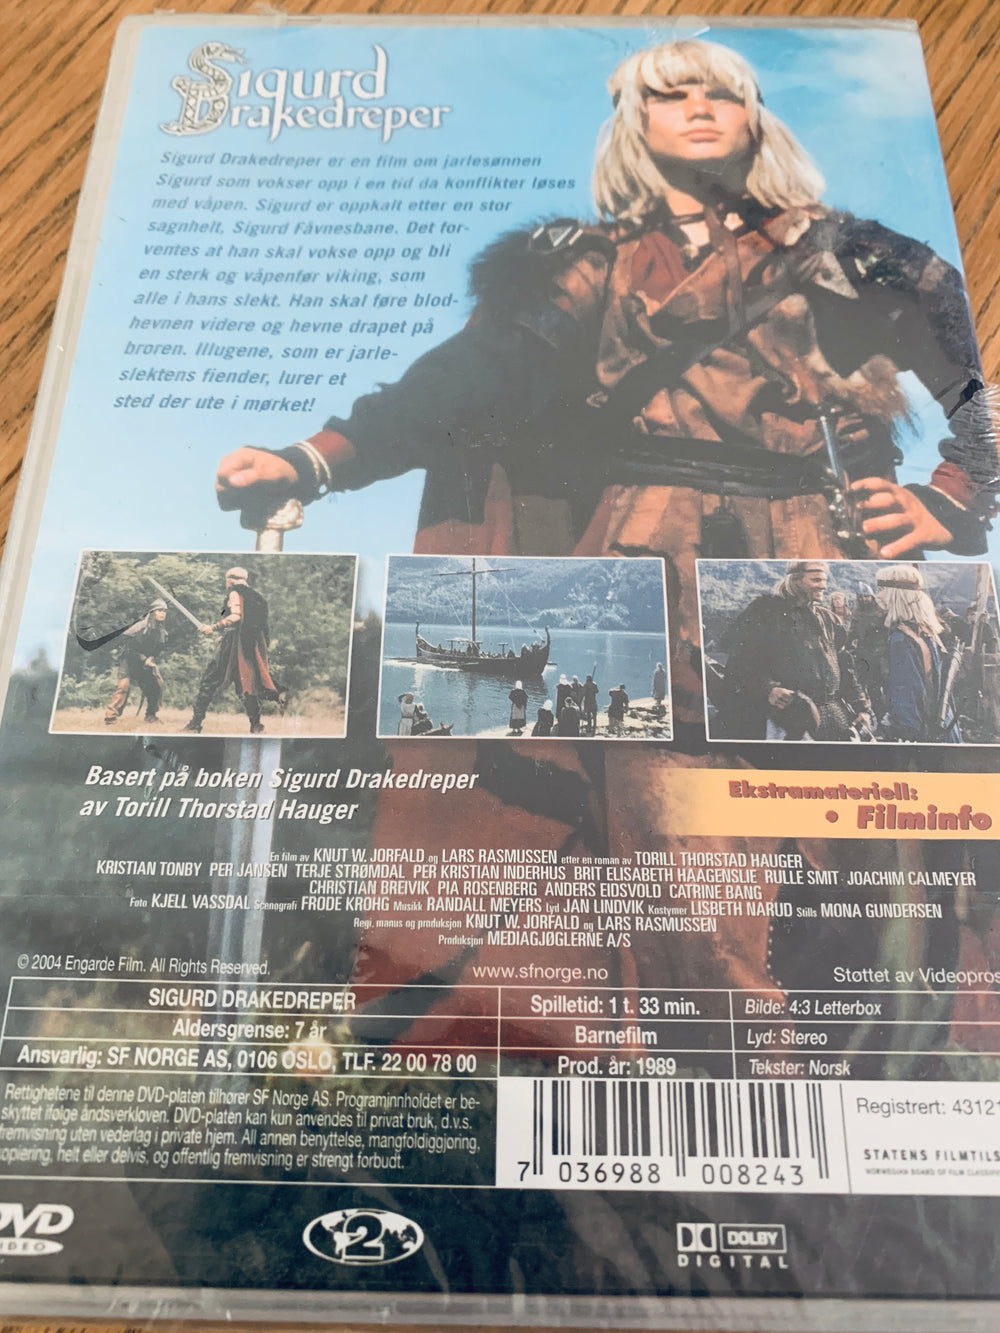 Sigurd
Drakedreper
Sigurd Drakedreper er en film om jarlesønnen
Sigurd som vokser opp i en tid da konflikter løses
med våpen. Sigurd er oppkalt etter en stor
sagnhelt, Sigurd Fåvnesbane. Det for-
ventes at han skal vokse opp og bli
en sterk og våpenfør viking, som
alle i hans slekt. Han skal føre blod-
hevnen videre og hevne drapet på
broren. Illugene, som er jarle-
slektens fiender, lurer et
sted der ute i mørket!
Basert på boken Sigurd Drakedreper
av Torill Thorstad Hauger
Ekstramateriell:
• Filminfo
En film av KNUT W. JORFALD og LARS RASMUSSEN etter en roman av TORILL THORSTAD HAUGER
KRISTIAN TONBY PER JANSEN TERJE STRØMDAL PER KRISTIAN INDERHUS BRIT ELISABETH HAAGENSLIE RULLE SMIT JOACHIM CALMEYER
CHRISTIAN BREIVIK PIA ROSENBERG ANDERS EIDSVOLD CATRINE BANG
Foto KJELL VASSDAL Scenografi FRODE KROHG Musikk RANDALL MEYERS Lyd JAN LINDVIK Kostymer LISBETH NARUD Stills MONA GUNDERSEN
Regi, manus og produksjon KNUT W. JORFALD og LARS RASMUSSEN
Produksjon MEDIAGJØGLERNE A/S
© 2004 Engarde Film. All Rights Reserved.
www.sfnorge.no
Støttet av Videopros
SIGURD DRAKEDREPER
Aldersgrense: 7 år
Ansvarlig: SF NORGE AS, 0106 OSLO, TLF. 22 00 78 00
Spilletid: 1 t. 33 min.
Barnefilm
Prod. år: 1989
Bilde: 4:3 Letterbox
Lyd: Stereo
Tekster: Norsk
Rettighetene til denne DVD-platen tilhører SF Norge AS. Programinnholdet er be-
skyttet ifølge åndsverkloven. DVD-platen kan kun anvendes til privat bruk, d.v.s.
fremvisning uten vederlag i private hjem. All annen benyttelse, mangfoldiggjøring,
kopiering, helt eller delvis, og offentlig fremvisning er strengt forbudt.
7 036988 008243
Registrert: 43121
STATENS FILMTILS
NORWEGIAN BOARD OF FILM CLASSIF
DVD
VIDEO
2
DOLBY
DIGITAL